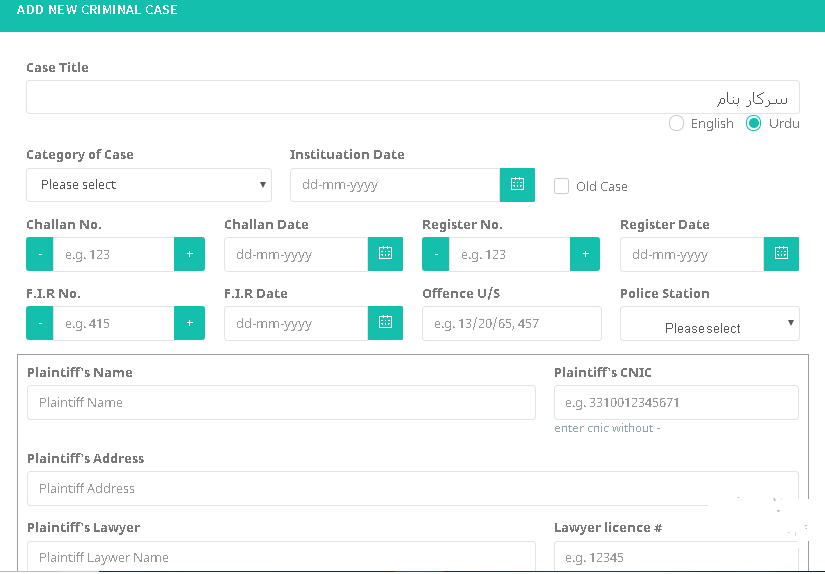 ADD NEW CRIMINAL CASE
Case Title
سرکار بنام
English Urdu
Category of Case Instituation Date
Please select dd-mm-yyyy Old Case
Challan No. Challan Date Register No. Register Date
- e.g. 123 + dd-mm-yyyy - e.g. 123 + dd-mm-yyyy
F.I.R No. F.I.R Date Offence U/S Police Station
- e.g. 415 + dd-mm-yyyy e.g. 13/20/65, 457 Please select
Plaintiff's Name Plaintiff's CNIC
Plaintiff Name e.g. 3310012345671
enter cnic without -
Plaintiff's Address
Plaintiff Address
Plaintiff's Lawyer Lawyer licence #
Plaintiff Laywer Name e.g. 12345